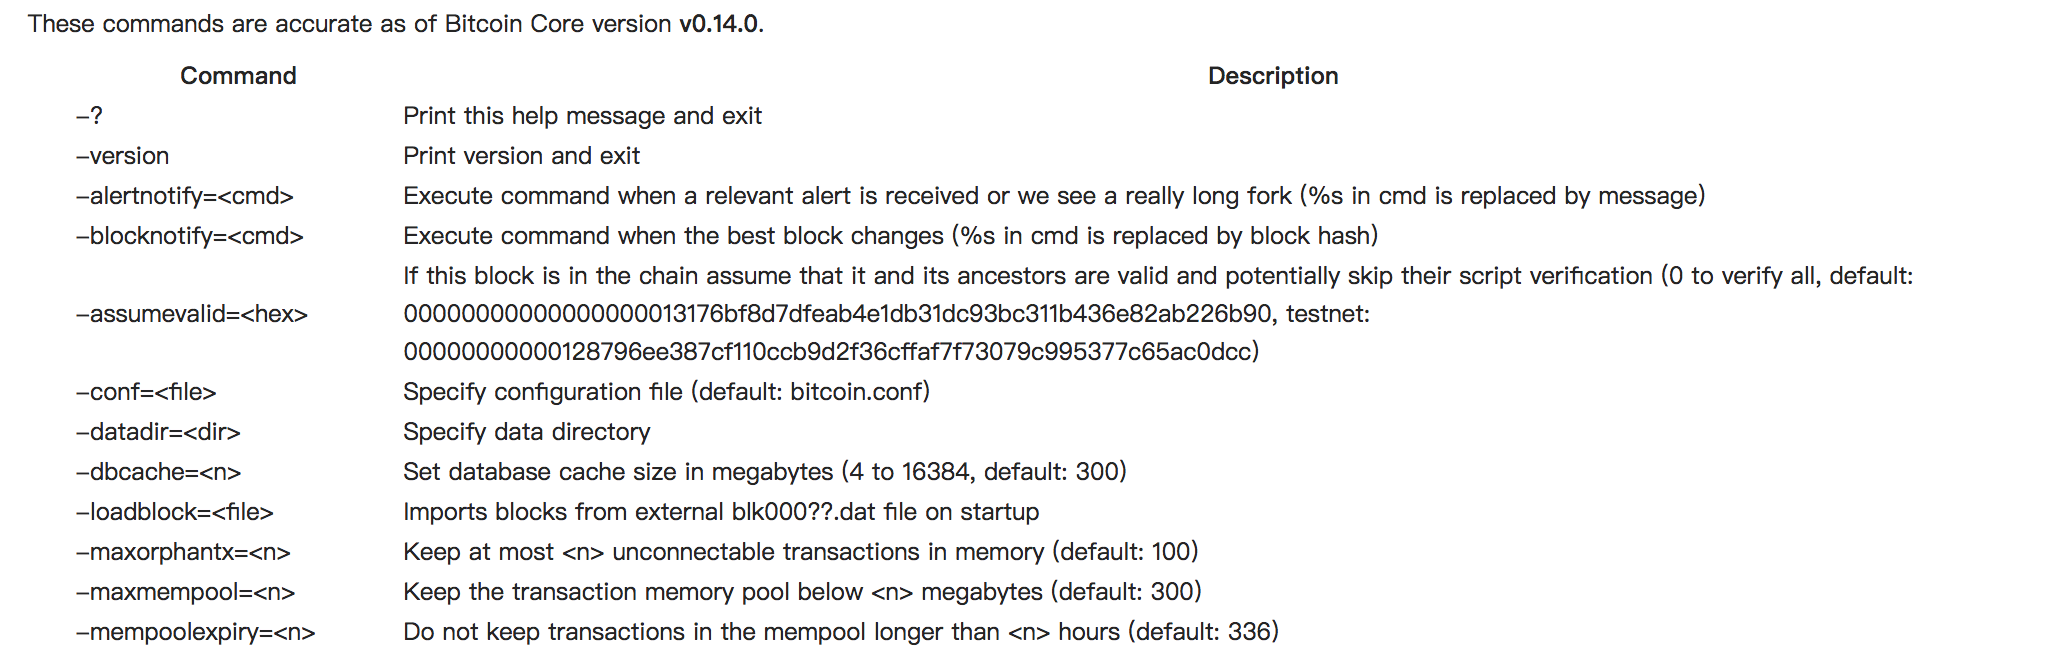 These commands are accurate as of Bitcoin Core version v0.14.0.
Command Description
–? Print this help message and exit
–version Print version and exit
–alertnotify=<cmd> Execute command when a relevant alert is received or we see a really long fork (%s in cmd is replaced by message)
–blocknotify=<cmd> Execute command when the best block changes (%s in cmd is replaced by block hash)
If this block is in the chain assume that it and its ancestors are valid and potentially skip their script verification (0 to verify all, default:
–assumevalid=<hex> 00000000000000000013176bf8d7dfeab4e1db31dc93bc311b436e82ab226b90, testnet:
00000000000128796ee387cf110ccb9d2f36cffaf7f73079c995377c65ac0dcc)
–conf=<file> Specify configuration file (default: bitcoin.conf)
–datadir=<dir> Specify data directory
–dbcache=<n> Set database cache size in megabytes (4 to 16384, default: 300)
–loadblock=<file> Imports blocks from external blk000??.dat file on startup
–maxorphantx=<n> Keep at most <n> unconnectable transactions in memory (default: 100)
–maxmempool=<n> Keep the transaction memory pool below <n> megabytes (default: 300)
–mempoolexpiry=<n> Do not keep transactions in the mempool longer than <n> hours (default: 336)